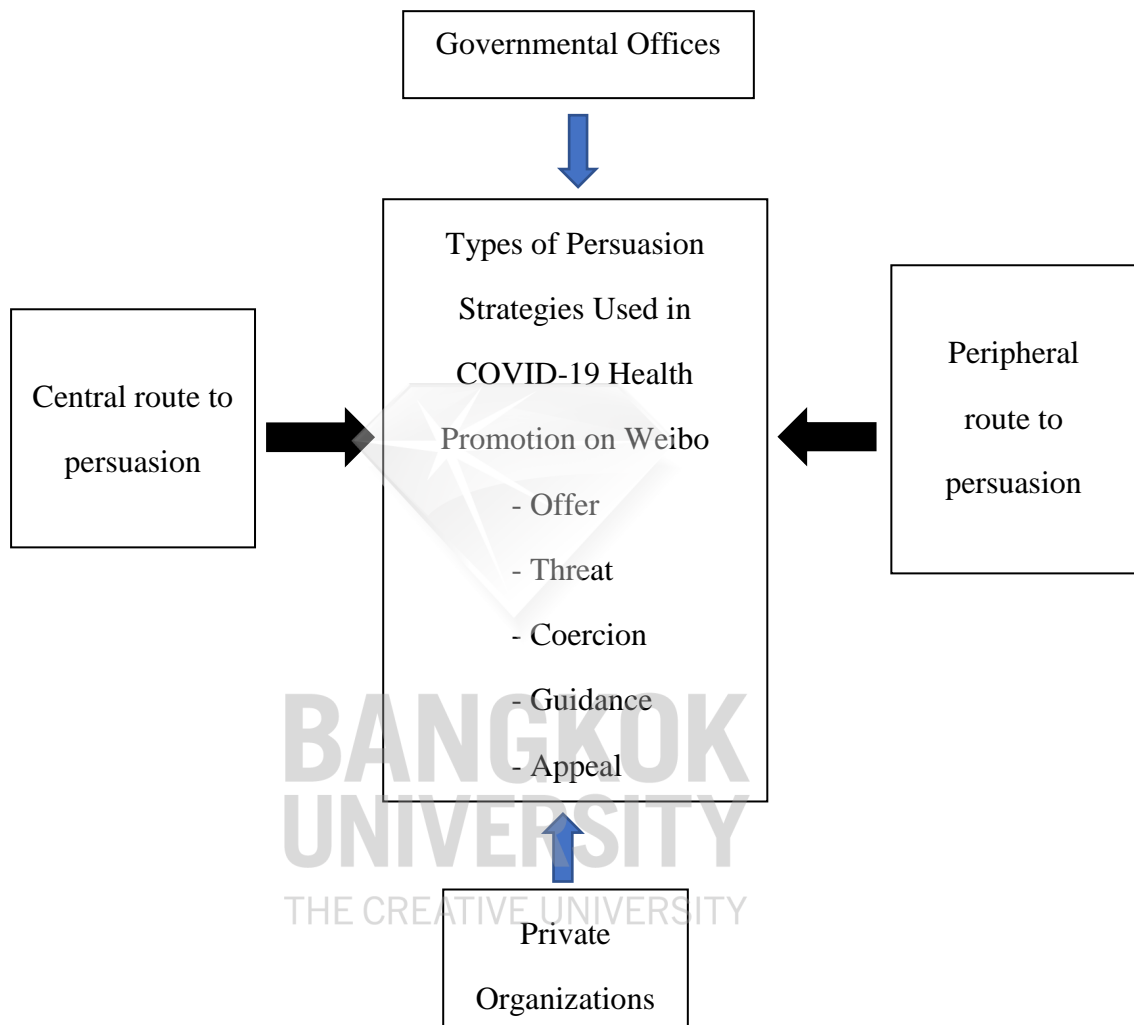 Governmental Offices
Types of Persuasion
Strategies Used in
COVID-19 Health
Promotion on Weibo
- Offer
- Threat
- Coercion
- Guidance
- Appeal
Central route to
persuasion
Peripheral
route to
persuasion
BANGKOK
UNIVERSITY
THE CREATIVE UNIVERSITY
Private
Organizations